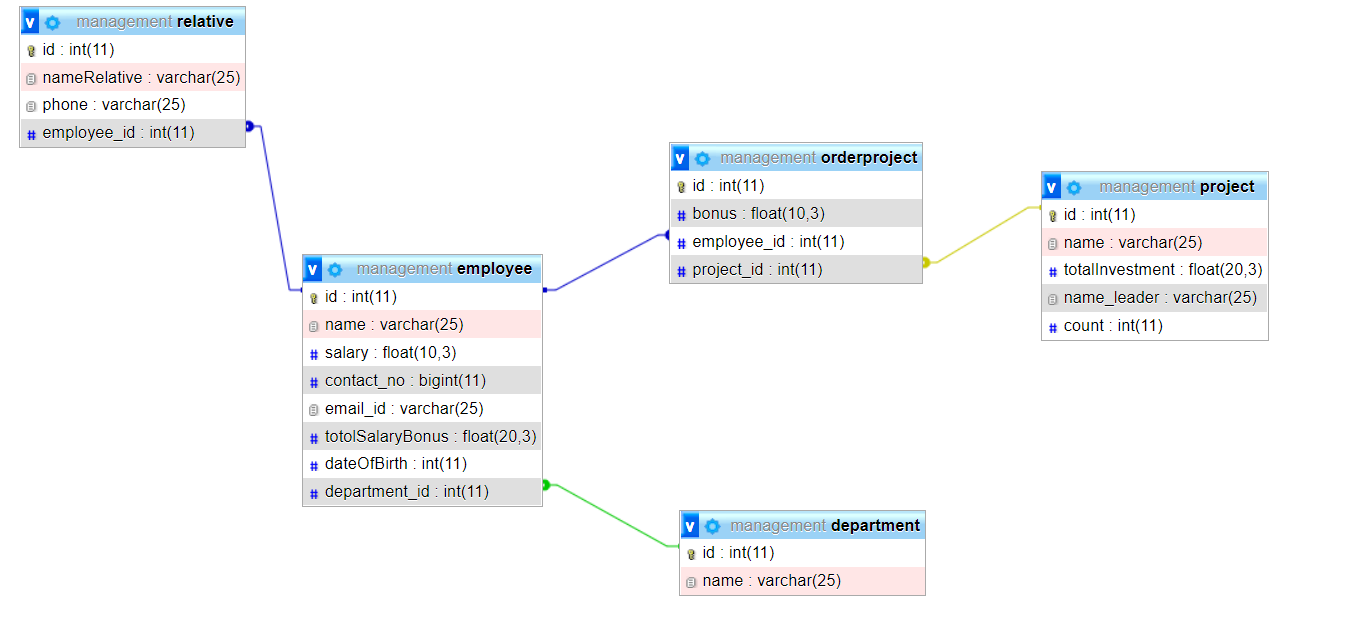 v management relative
id : int(11)
nameRelative : varchar(25)
phone : varchar(25)
# employee_id : int(11)
v management orderproject
id : int(11)
# bonus : float(10,3)
# employee_id : int(11)
# project_id : int(11)
v management project
id : int(11)
name : varchar(25)
# totalInvestment : float(20,3)
name_leader : varchar(25)
# count : int(11)
v management employee
id : int(11)
name : varchar(25)
# salary : float(10,3)
# contact_no : bigint(11)
email_id : varchar(25)
# totolSalaryBonus : float(20,3)
# dateOfBirth : int(11)
# department_id : int(11)
v management department
id : int(11)
name : varchar(25)